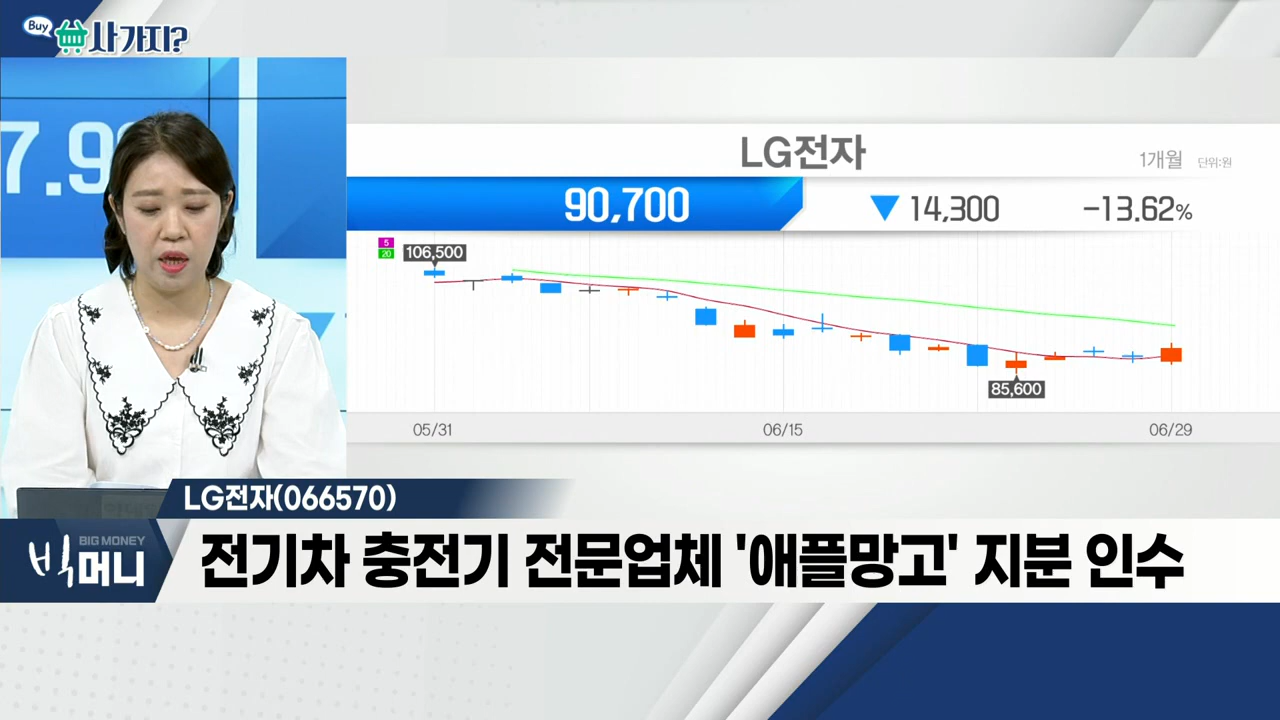 Buy 사가지?
7.9
LG전자
1개월 단위:원
90,700 ▼ 14,300 -13.62%
5
20
106,500
85,600
05/31 06/15 06/29
LG전자(066570)
BIG MONEY
빅머니
전기차 충전기 전문업체 '애플망고' 지분 인수